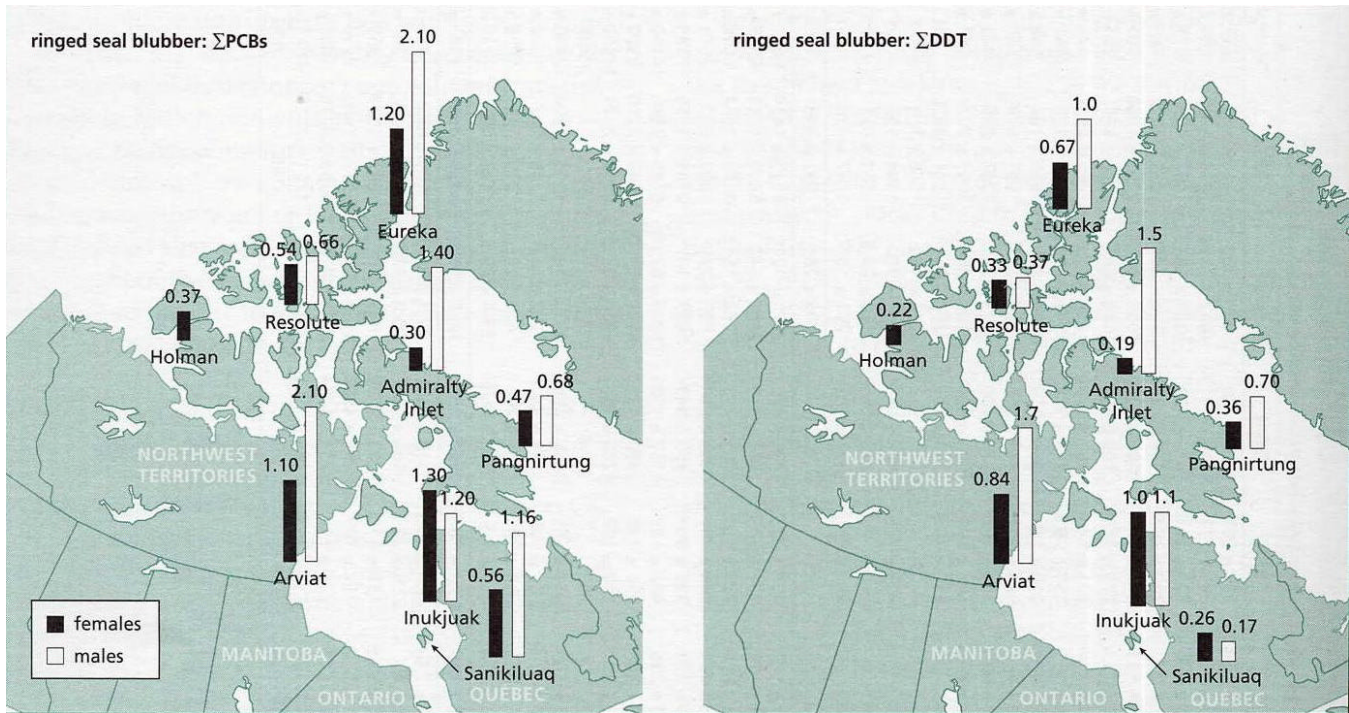 ringed seal blubber: ∑PCBs
2.10
1.20
Eureka
0.54
0.66
Resolute
1.40
0.37
Holman
0.30
Admiralty
Inlet
2.10
0.47
0.68
Pangnirtung
NORTHWEST
TERRITORIES
1.10
Arviat
1.30
1.20
Inukjuak
1.16
0.56
Sanikiluaq
females
males
MANITOBA
ONTARIO
QUÉBEC
ringed seal blubber: ∑DDT
1.0
0.67
Eureka
1.5
0.33
0.37
Resolute
0.22
Holman
0.19
Admiralty
Inlet
0.70
0.36
Pangnirtung
1.7
NORTHWEST
TERRITORIES
0.84
Arviat
1.0
1.1
Inukjuak
0.26
0.17
Sanikiluaq
MANITOBA
ONTARIO
QUÉBEC